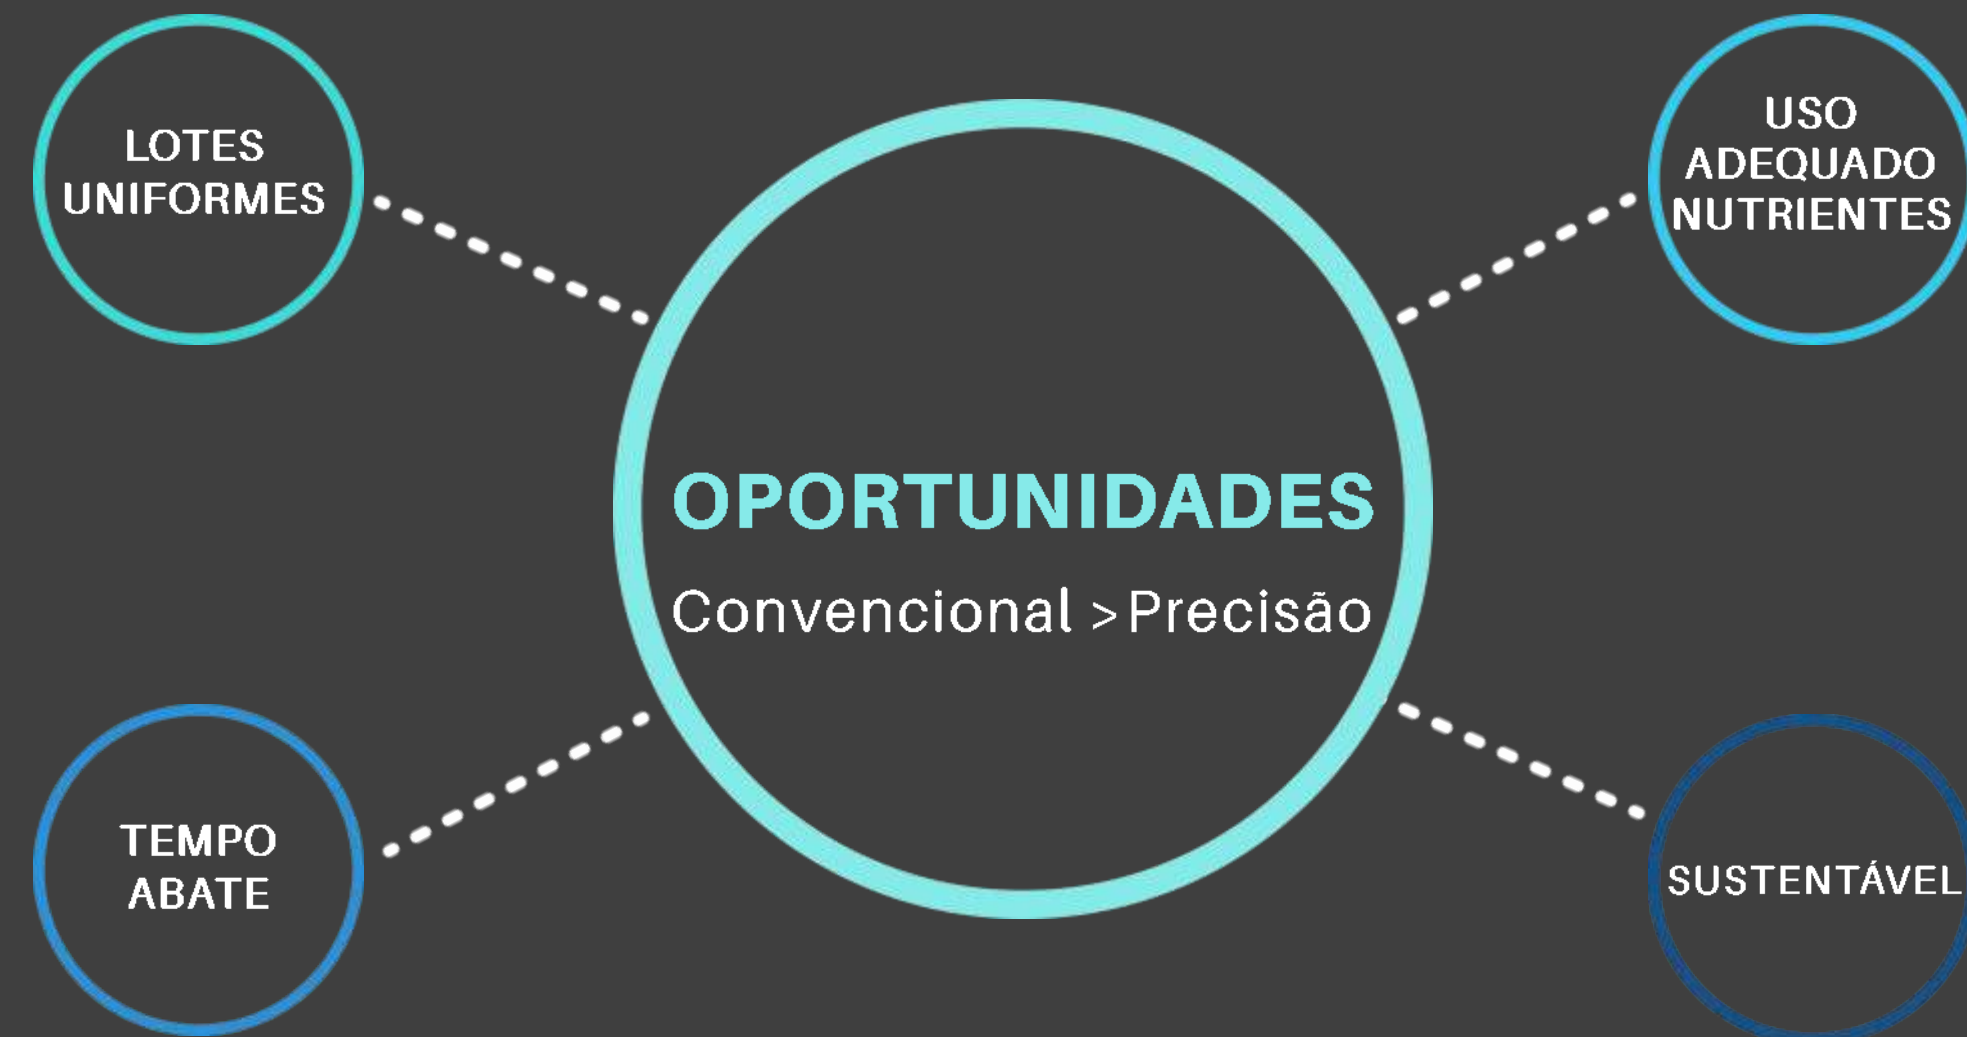 LOTES
UNIFORMES
USO
ADEQUADO
NUTRIENTES
OPORTUNIDADES
Convencional >Precisão
TEMPO
ABATE
SUSTENTÁVEL